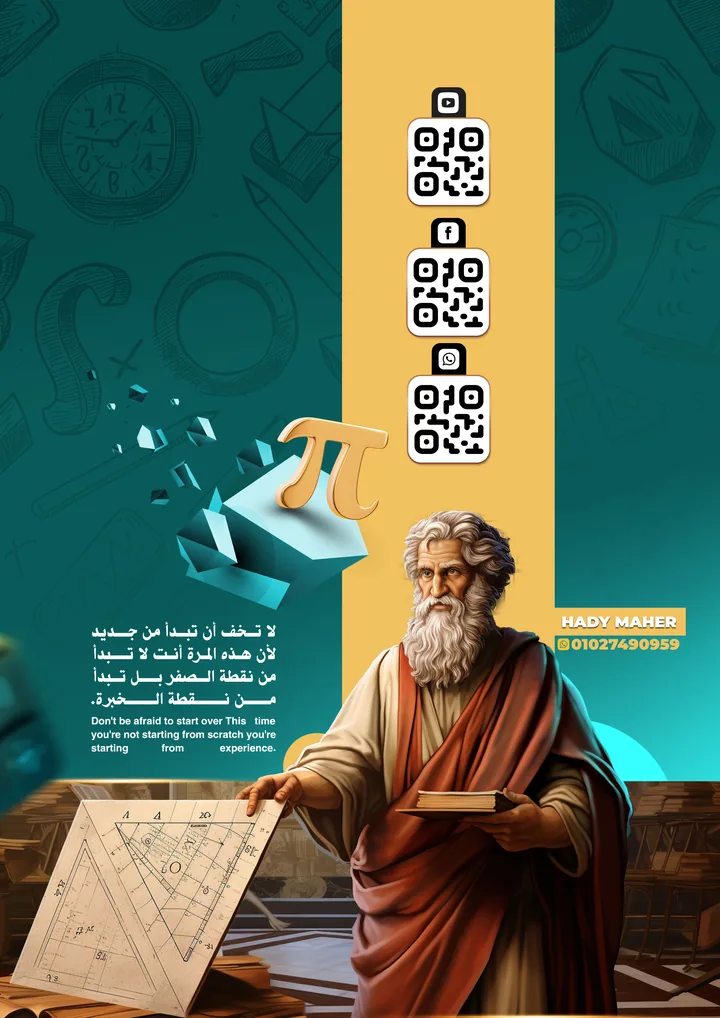 لا تخف أن تبدأ من جديد
لأن هذه المرة أنت لا تبدأ
من نقطة الصفر بل تبدأ
من نقطة الخبرة.
Don't be afraid to start over This time
you're not starting from scratch you're
starting from experience.
HADY MAHER
01027490959